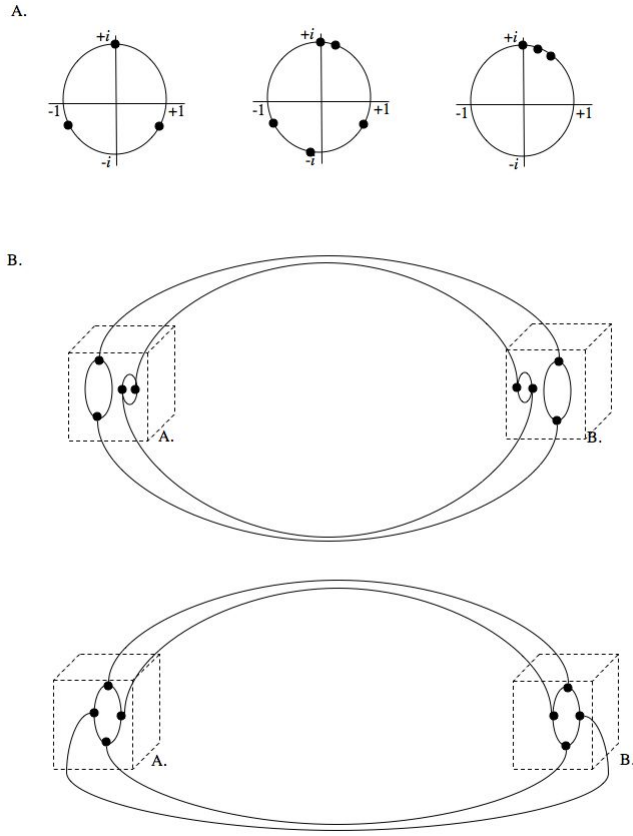 A.
+i +i +i
-1 +1 -1 +1 -1 +1
-i -i -i
B.
A. B.
A. B.